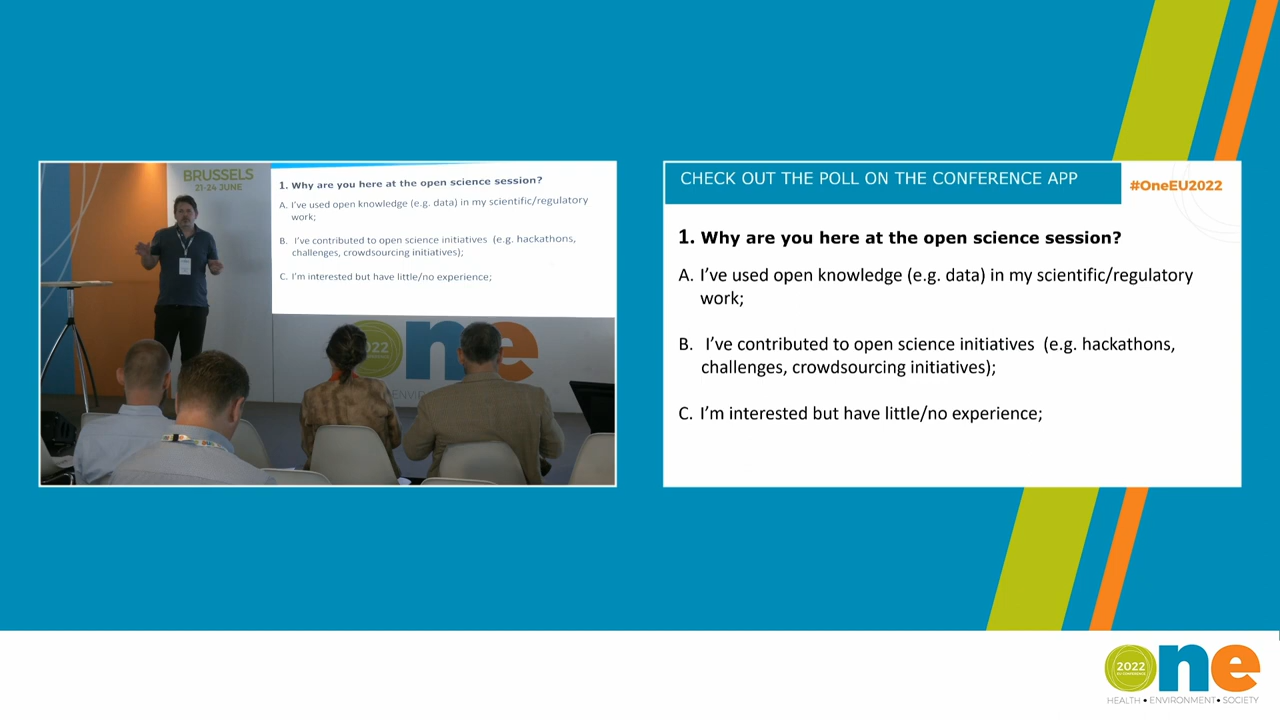 BRUSSELS
21-24 JUNE
1. Why are you here at the open science session?
A. I've used open knowledge (e.g. data) in my scientific/regulatory
work;
B. I've contributed to open science initiatives (e.g. hackathons,
challenges, crowdsourcing initiatives);
C. I'm interested but have little/no experience;
2022
one
CHECK OUT THE POLL ON THE CONFERENCE APP
#OneEU2022
1. Why are you here at the open science session?
A. I've used open knowledge (e.g. data) in my scientific/regulatory
work;
B. I've contributed to open science initiatives (e.g. hackathons,
challenges, crowdsourcing initiatives);
C. I'm interested but have little/no experience;
2022
EU CONFERENCE
one
HEALTH • ENVIRONMENT • SOCIETY